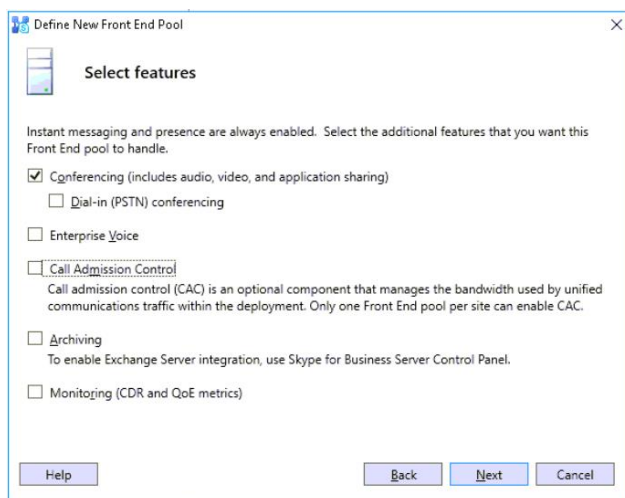 Define New Front End Pool
Select features
Instant messaging and presence are always enabled. Select the additional features that you want this
Front End pool to handle.
Conferencing (includes audio, video, and application sharing)
Dial-in (PSTN) conferencing
Enterprise Voice
Call Admission Control
Call admission control (CAC) is an optional component that manages the bandwidth used by unified
communications traffic within the deployment. Only one Front End pool per site can enable CAC.
Archiving
To enable Exchange Server integration, use Skype for Business Server Control Panel.
Monitoring (CDR and QoE metrics)
Help Back Next Cancel